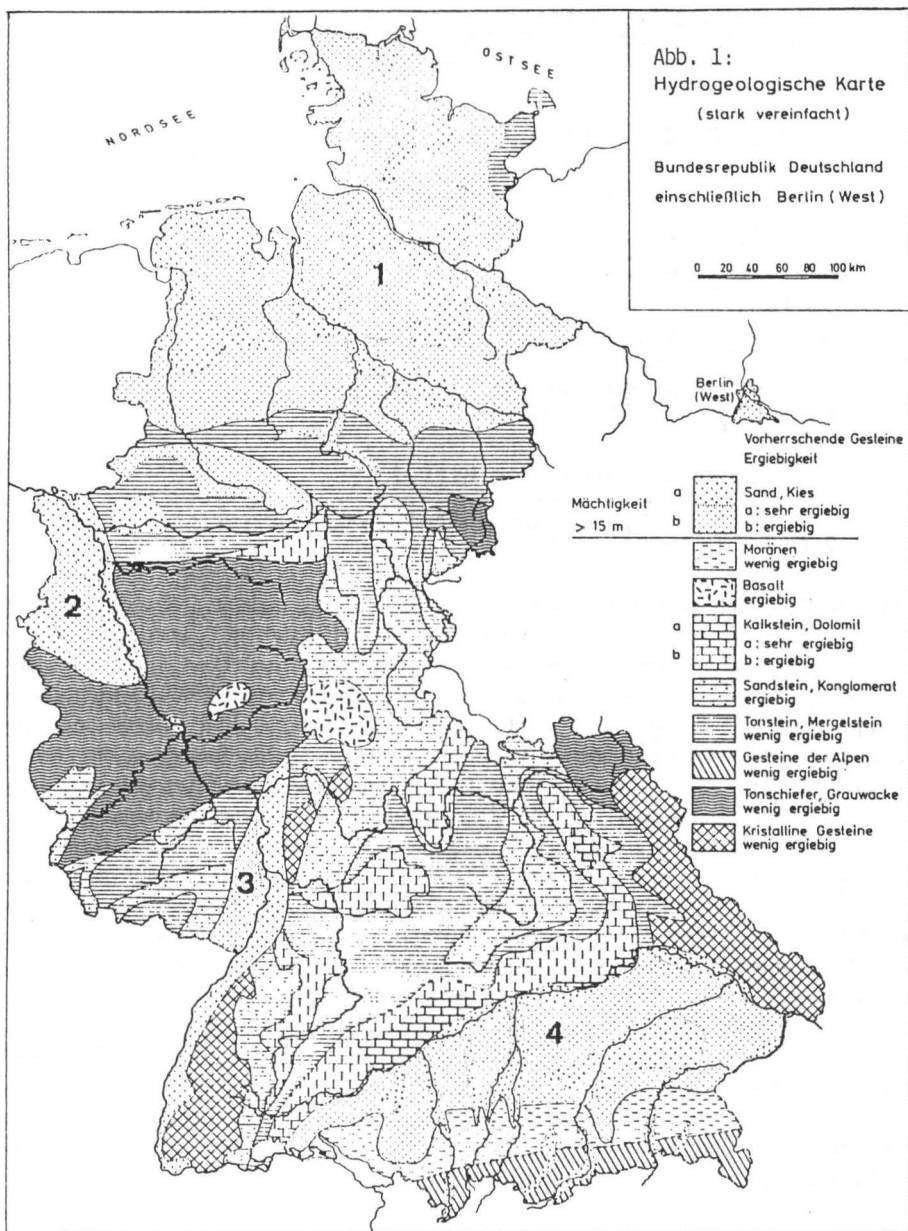 Abb. 1:
Hydrogeologische Karte
(stark vereinfacht)
Bundesrepublik Deutschland
einschließlich Berlin (West)
0 20 40 60 80 100 km
NORDSEE
OSTSEE
1
2
3
4
Berlin
(West)
Vorherrschende Gesteine
Ergiebigkeit
Mächtigkeit
> 15 m
a
b
Sand, Kies
a: sehr ergiebig
b: ergiebig
Moränen
wenig ergiebig
Basalt
ergiebig
a
b
Kalkstein, Dolomit
a: sehr ergiebig
b: ergiebig
Sandstein, Konglomerat
ergiebig
Tonstein, Mergelstein
wenig ergiebig
Gesteine der Alpen
wenig ergiebig
Tonschiefer, Grauwacke
wenig ergiebig
Kristalline Gesteine
wenig ergiebig